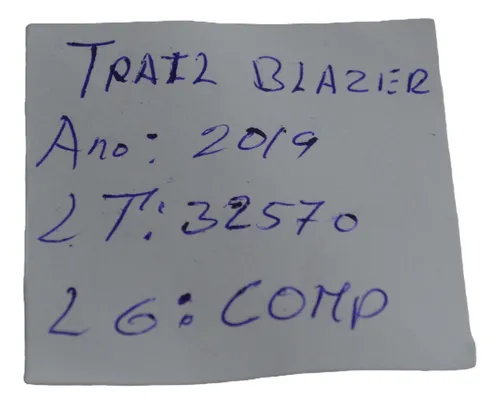 TRAIL BLAZER
Ano: 2019
LT: 32570
LG: COMP